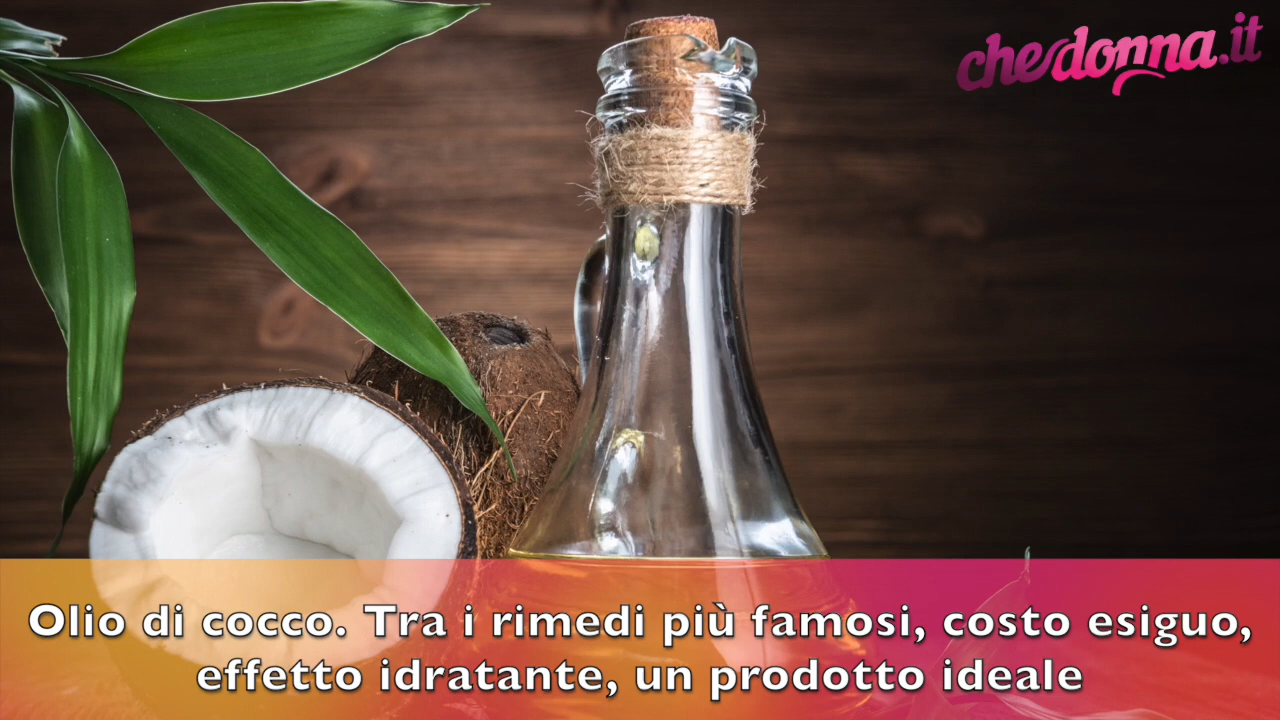 chedonna.it
Olio di cocco. Tra i rimedi più famosi, costo esiguo,
effetto idratante, un prodotto ideale